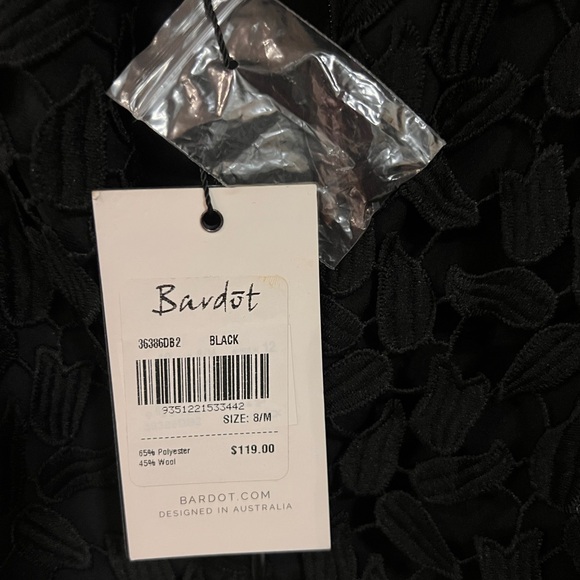 Bardot
36386DB2 BLACK
9351221533442
SIZE: 8/M
65% Polyester $119.00
45% Wool
BARDOT.COM
DESIGNED IN AUSTRALIA